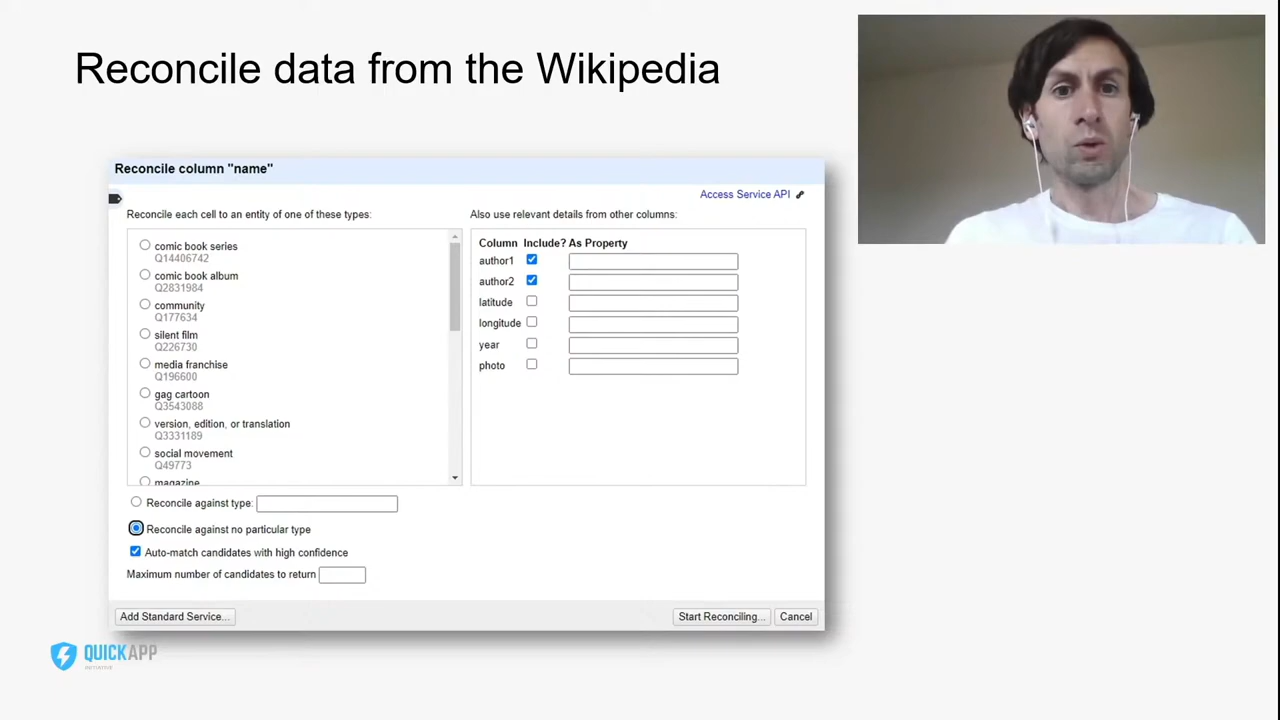 Reconcile data from the Wikipedia
Reconcile column "name"
Access Service API
Reconcile each cell to an entity of one of these types:
comic book series
Q14406742
comic book album
Q2831984
community
Q177634
silent film
Q226730
media franchise
Q196600
gag cartoon
Q3543088
version, edition, or translation
Q3331189
social movement
Q49773
magazine
Also use relevant details from other columns:
Column Include? As Property
author1
author2
latitude
longitude
year
photo
Reconcile against type:
Reconcile against no particular type
Auto-match candidates with high confidence
Maximum number of candidates to return
Add Standard Service... Start Reconciling... Cancel
QUICKAPP
INITIATIVE